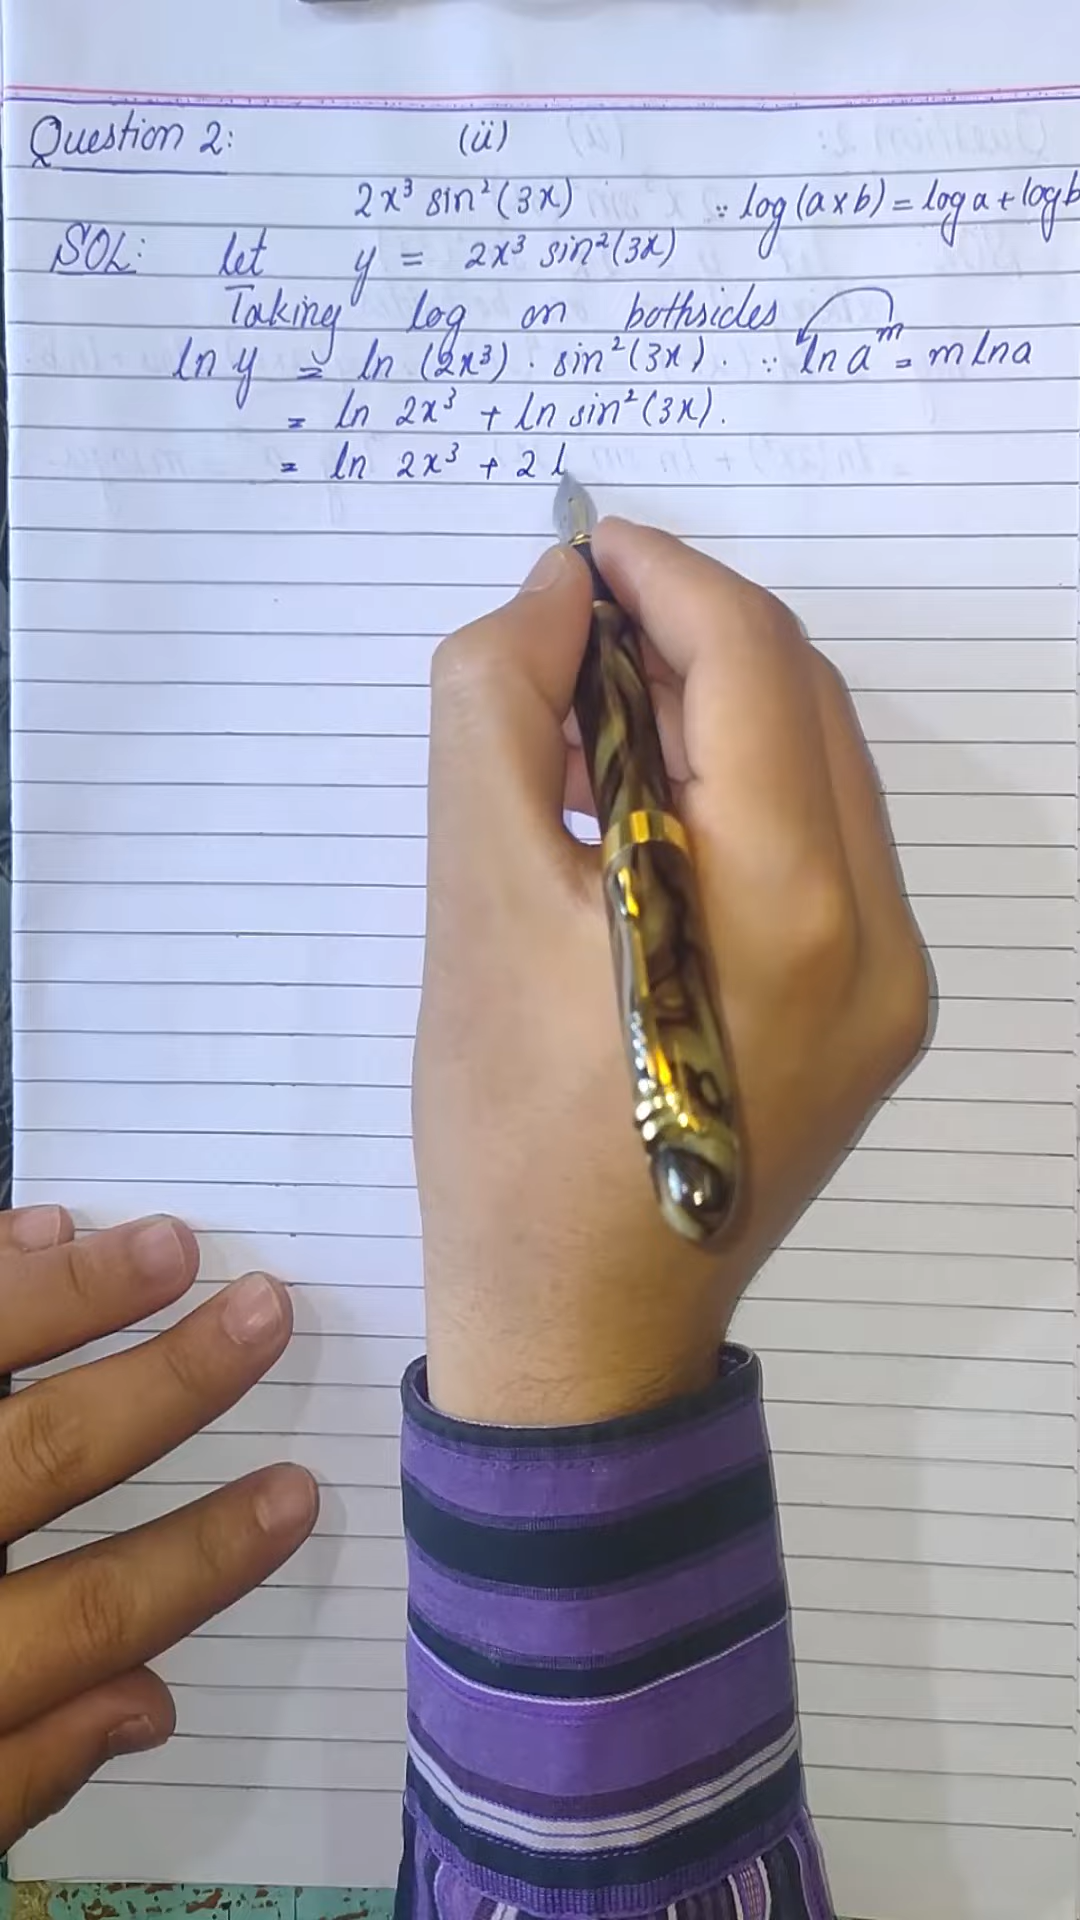 Question 2: (ii)
2x³ sin²(3x) ∵ log(a×b) = log a + log b
SOL: let y = 2x³ sin²(3x)
Taking log on bothsides
ln y = ln (2x³) · sin²(3x). ∵ ln aᵐ = m ln a
= ln 2x³ + ln sin²(3x).
= ln 2x³ + 2 l